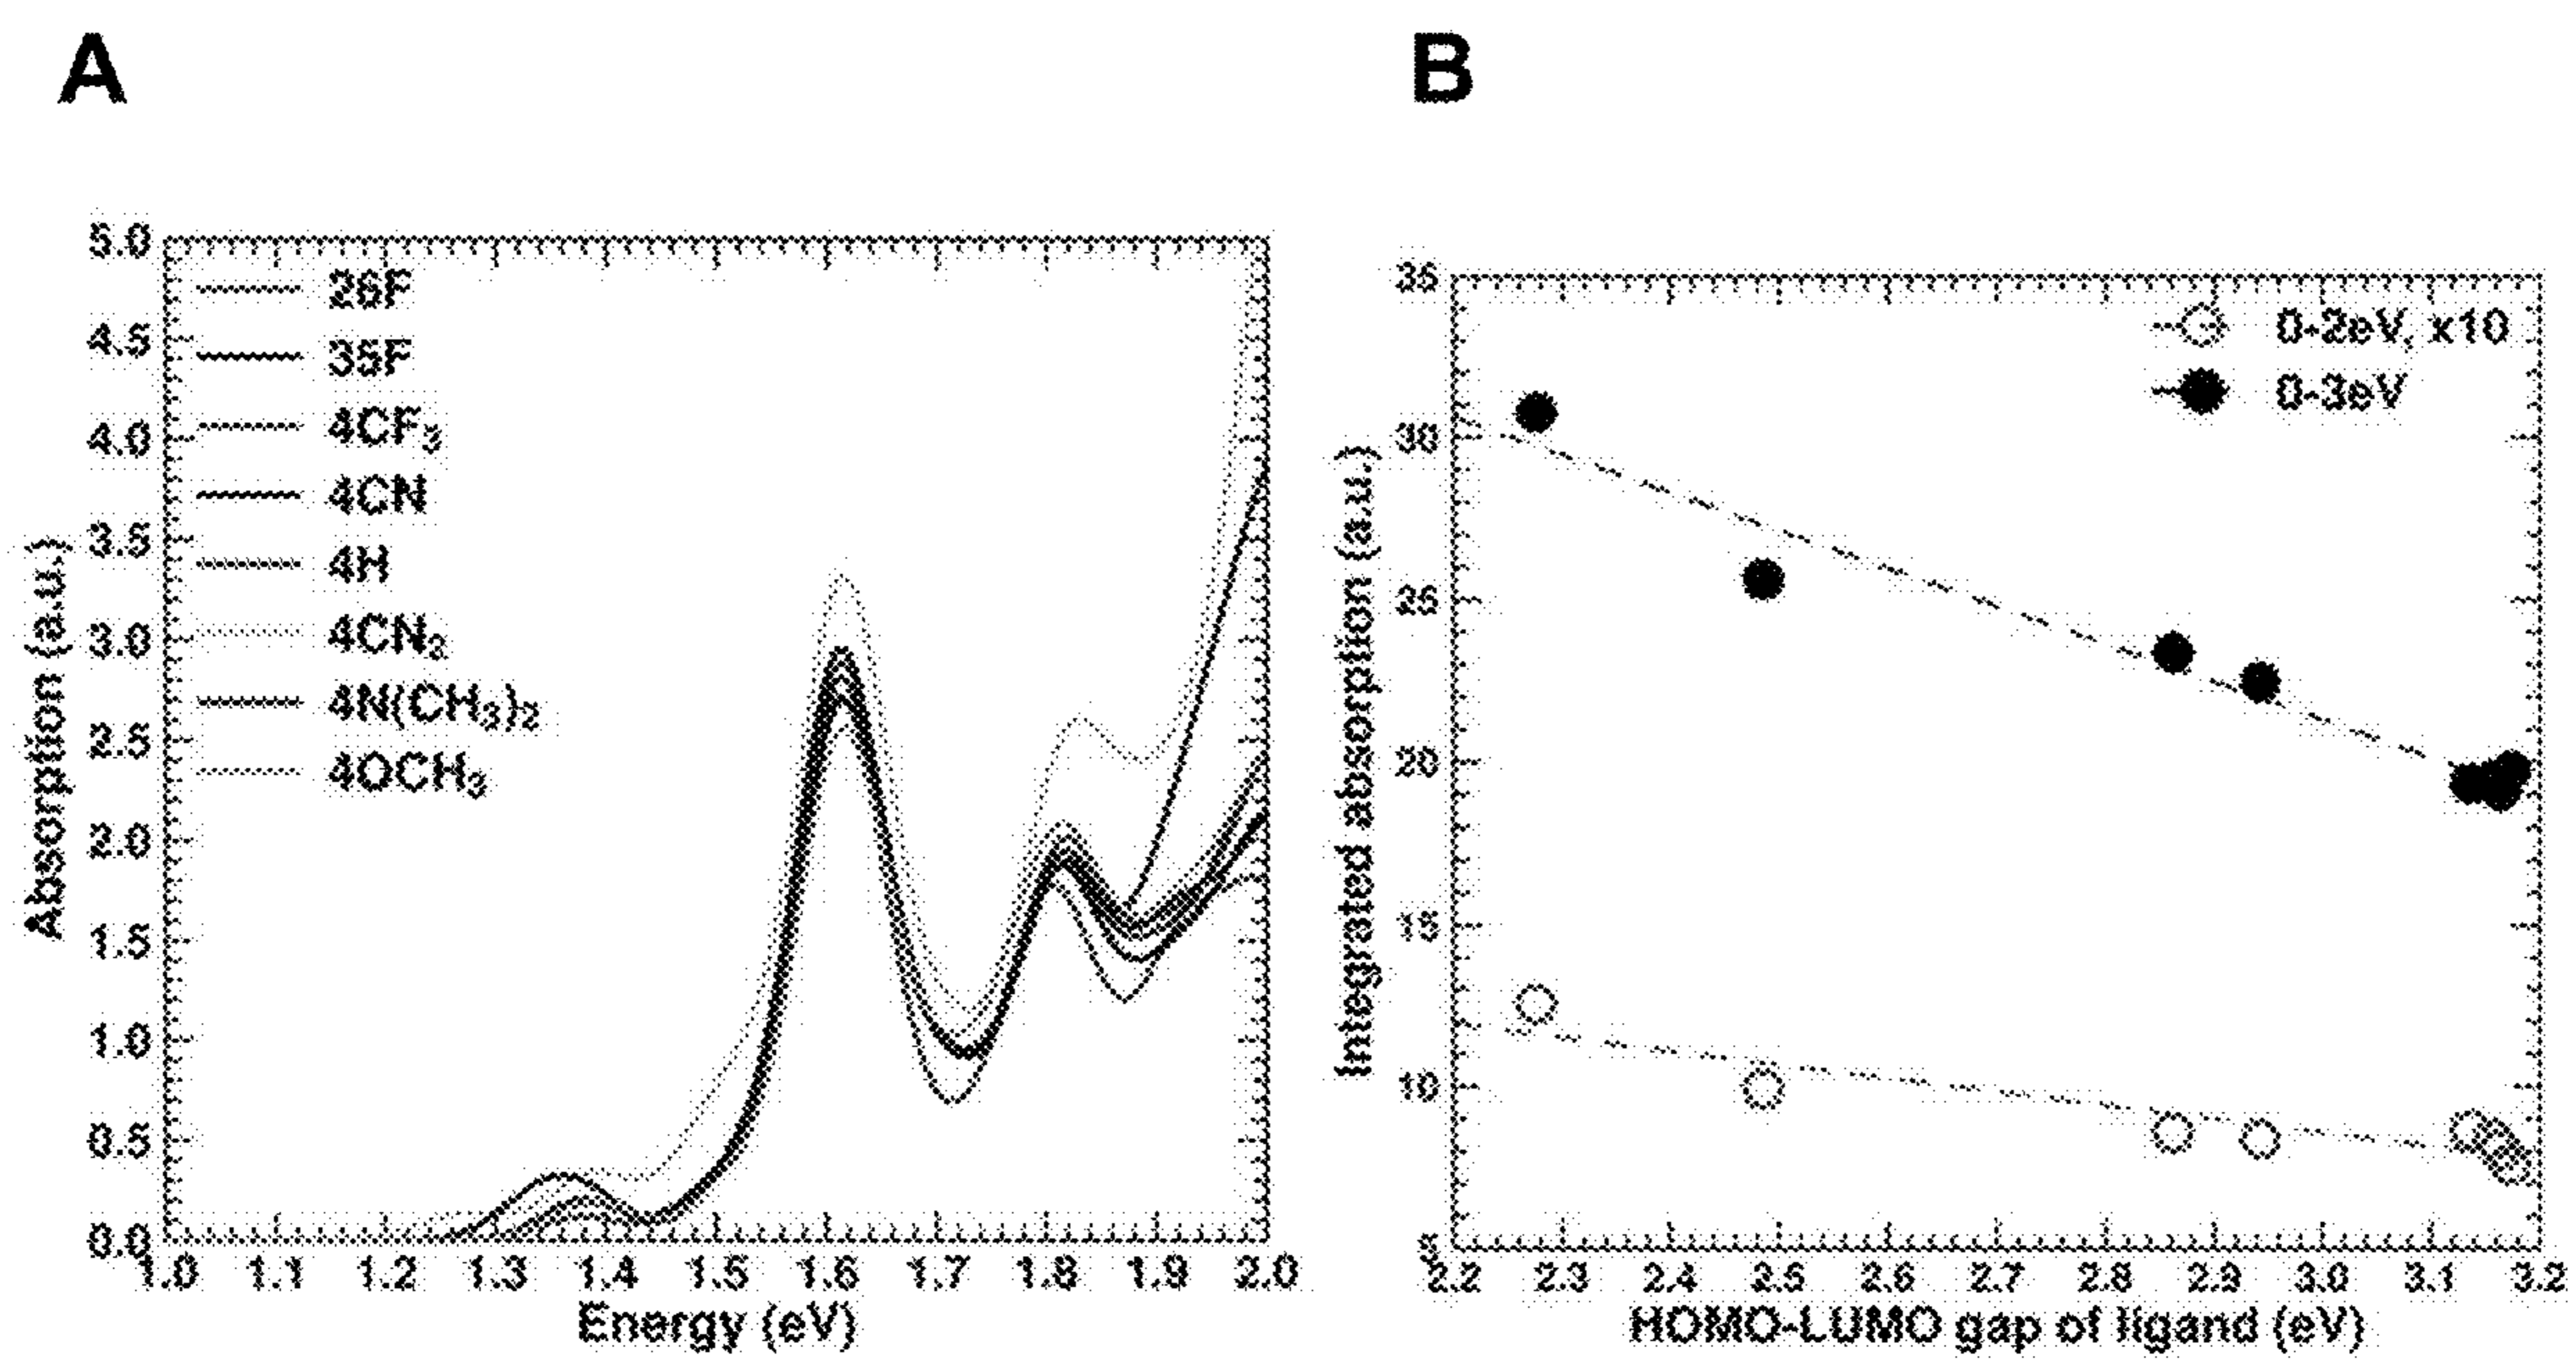 A
B
5.0
4.5
4.0
3.5
3.0
2.5
2.0
1.5
1.0
0.5
0.0
Absorption (a.u.)
26F
35F
4CF₃
4CN
4H
4CN₂
4N(CH₃)₂
4OCH₃
1.0 1.1 1.2 1.3 1.4 1.5 1.6 1.7 1.8 1.9 2.0
Energy (eV)
35
30
25
20
15
10
5
Integrated absorption (a.u.)
0-2eV, x10
0-3eV
2.2 2.3 2.4 2.5 2.6 2.7 2.8 2.9 3.0 3.1 3.2
HOMO-LUMO gap of ligand (eV)